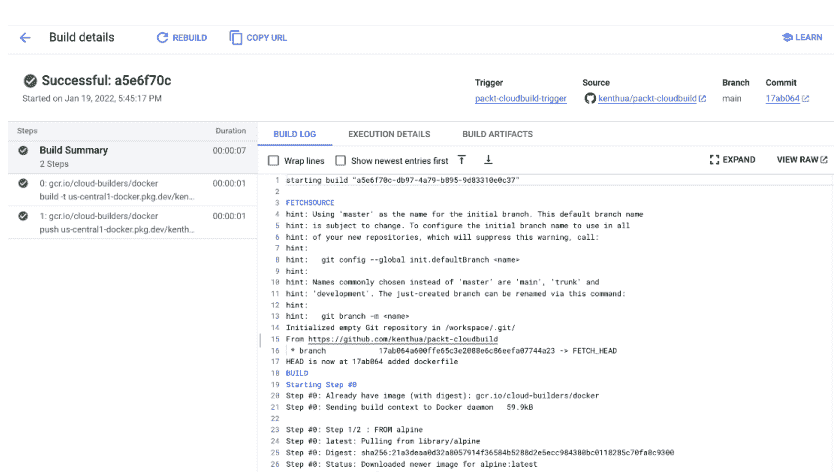 Build details
REBUILD
COPY URL
LEARN
Successful: a5e6f70c
Started on Jan 19, 2022, 5:45:17 PM
Trigger
packt-cloudbuild-trigger
Source
kenthua/packt-cloudbuild
Branch
main
Commit
17ab064
Steps
Duration
Build Summary
00:00:07
2 Steps
0: gcr.io/cloud-builders/docker
00:00:01
build -t us-central1-docker.pkg.dev/ken...
1: gcr.io/cloud-builders/docker
00:00:01
push us-central1-docker.pkg.dev/kenth...
BUILD LOG
EXECUTION DETAILS
BUILD ARTIFACTS
Wrap lines
Show newest entries first
EXPAND
VIEW RAW
1 starting build "a5e6f70c-db97-4a79-b895-9d83310e0c37"
2
3 FETCHSOURCE
4 hint: Using 'master' as the name for the initial branch. This default branch name
5 hint: is subject to change. To configure the initial branch name to use in all
6 hint: of your new repositories, which will suppress this warning, call:
7 hint:
8 hint: git config --global init.defaultBranch <name>
9 hint:
10 hint: Names commonly chosen instead of 'master' are 'main', 'trunk' and
11 hint: 'development'. The just-created branch can be renamed via this command:
12 hint:
13 hint: git branch -m <name>
14 Initialized empty Git repository in /workspace/.git/
15 From https://github.com/kenthua/packt-cloudbuild
16 * branch 17ab064a600ffe65c3e2080e6c86eefa07744a23 -> FETCH_HEAD
17 HEAD is now at 17ab064 added dockerfile
18 BUILD
19 Starting Step #0
20 Step #0: Already have image (with digest): gcr.io/cloud-builders/docker
21 Step #0: Sending build context to Docker daemon 59.9kB
22
23 Step #0: Step 1/2 : FROM alpine
24 Step #0: latest: Pulling from library/alpine
25 Step #0: Digest: sha256:21a3deaa0d32a8057914f36584b5288d2e5ecc984380bc0118285c70fa8c9300
26 Step #0: Status: Downloaded newer image for alpine:latest